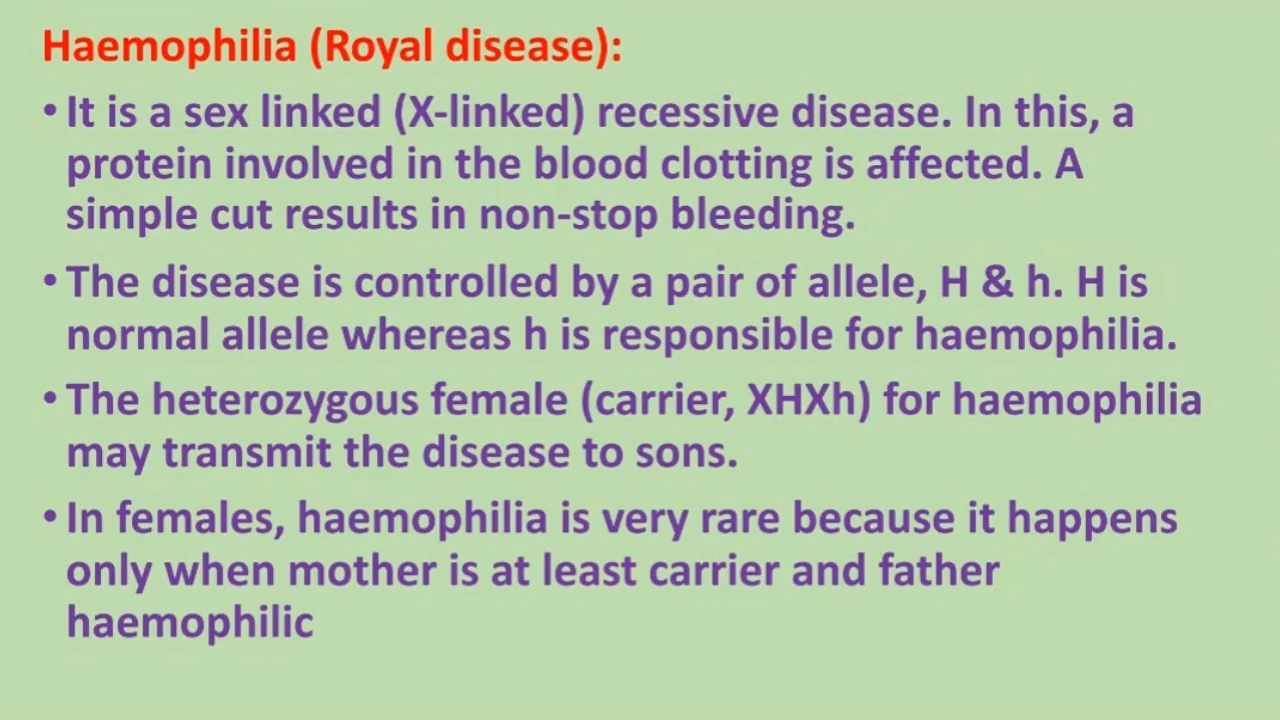 Haemophilia (Royal disease):
• It is a sex linked (X-linked) recessive disease. In this, a
protein involved in the blood clotting is affected. A
simple cut results in non-stop bleeding.
• The disease is controlled by a pair of allele, H & h. H is
normal allele whereas h is responsible for haemophilia.
• The heterozygous female (carrier, XHXh) for haemophilia
may transmit the disease to sons.
• In females, haemophilia is very rare because it happens
only when mother is at least carrier and father
haemophilic